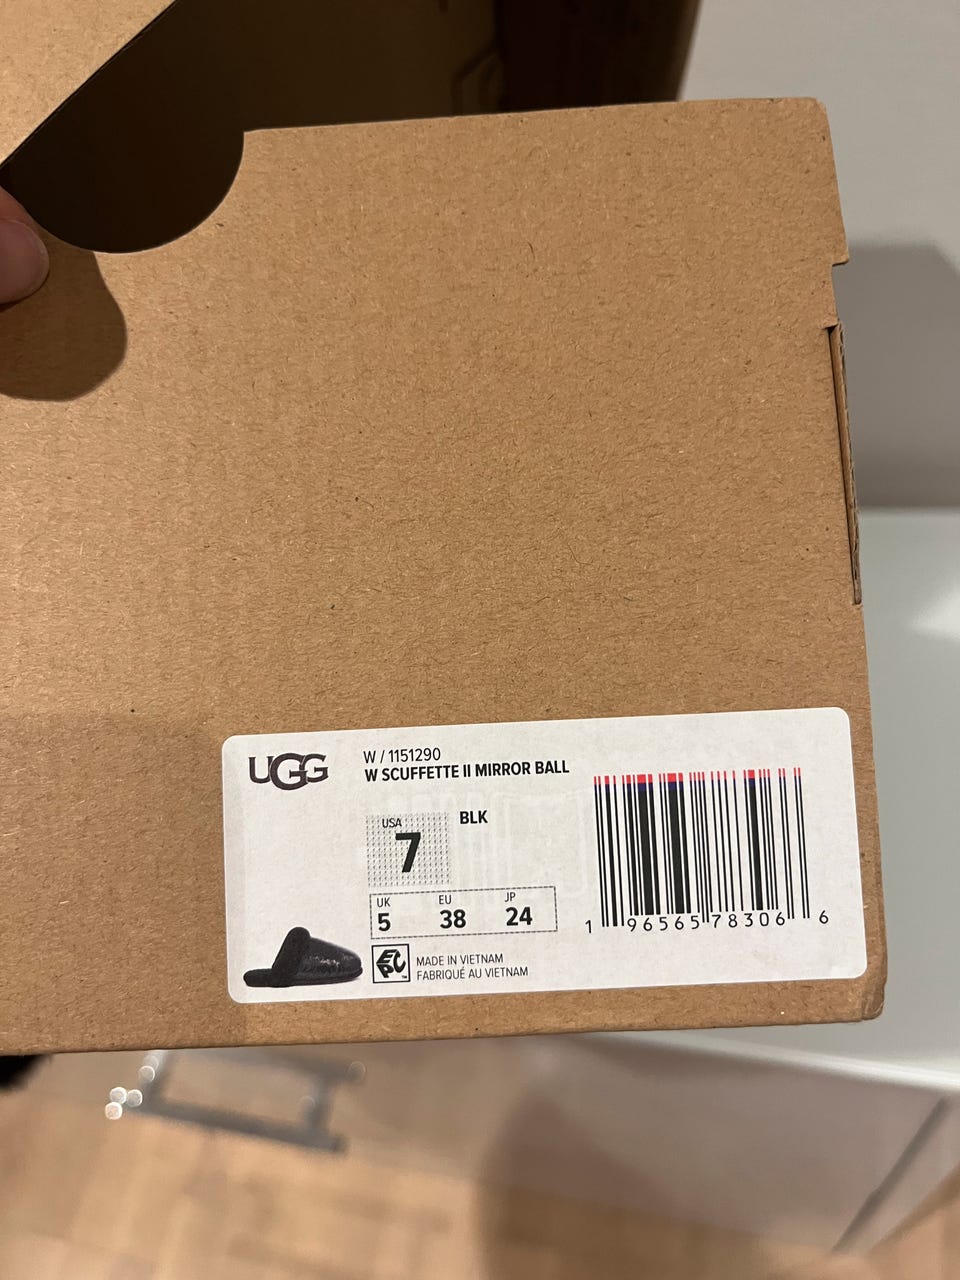 UGG
W / 1151290
W SCUFFETTE II MIRROR BALL
USA
7
BLK
UK EU JP
5 38 24
EPC™
MADE IN VIETNAM
FABRIQUÉ AU VIETNAM
1 96565 78306 6